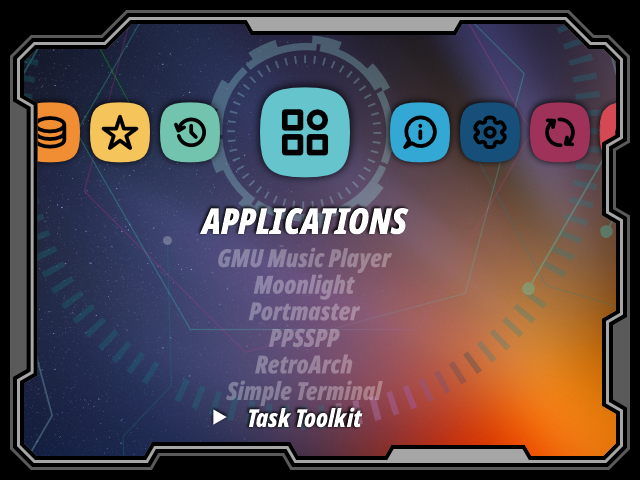 APPLICATIONS
GMU Music Player
Moonlight
Portmaster
PPSSPP
RetroArch
Simple Terminal
Task Toolkit